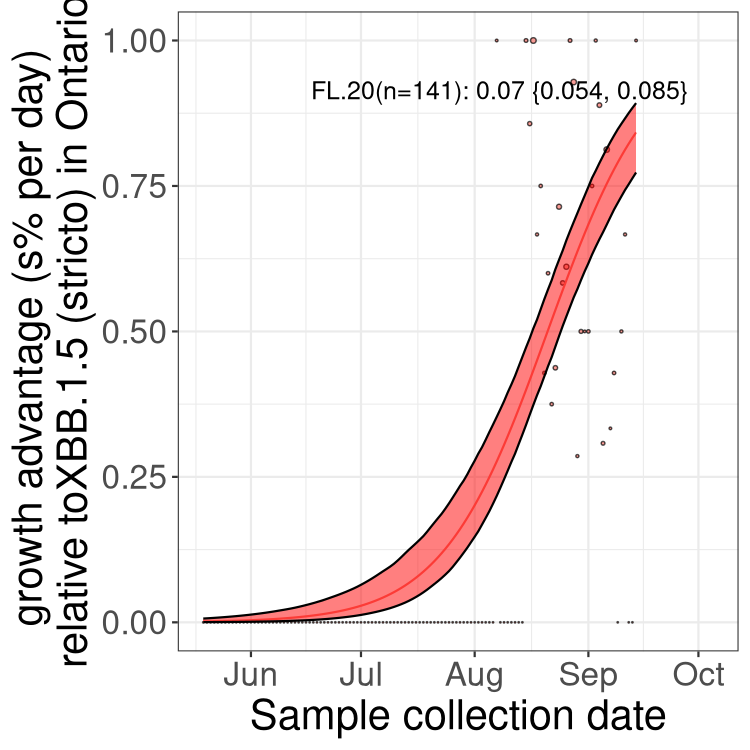 growth advantage (s% per day)
relative toXBB.1.5 (stricto) in Ontario
1.00
0.75
0.50
0.25
0.00
FL.20(n=141): 0.07 {0.054, 0.085}
Jun Jul Aug Sep Oct
Sample collection date